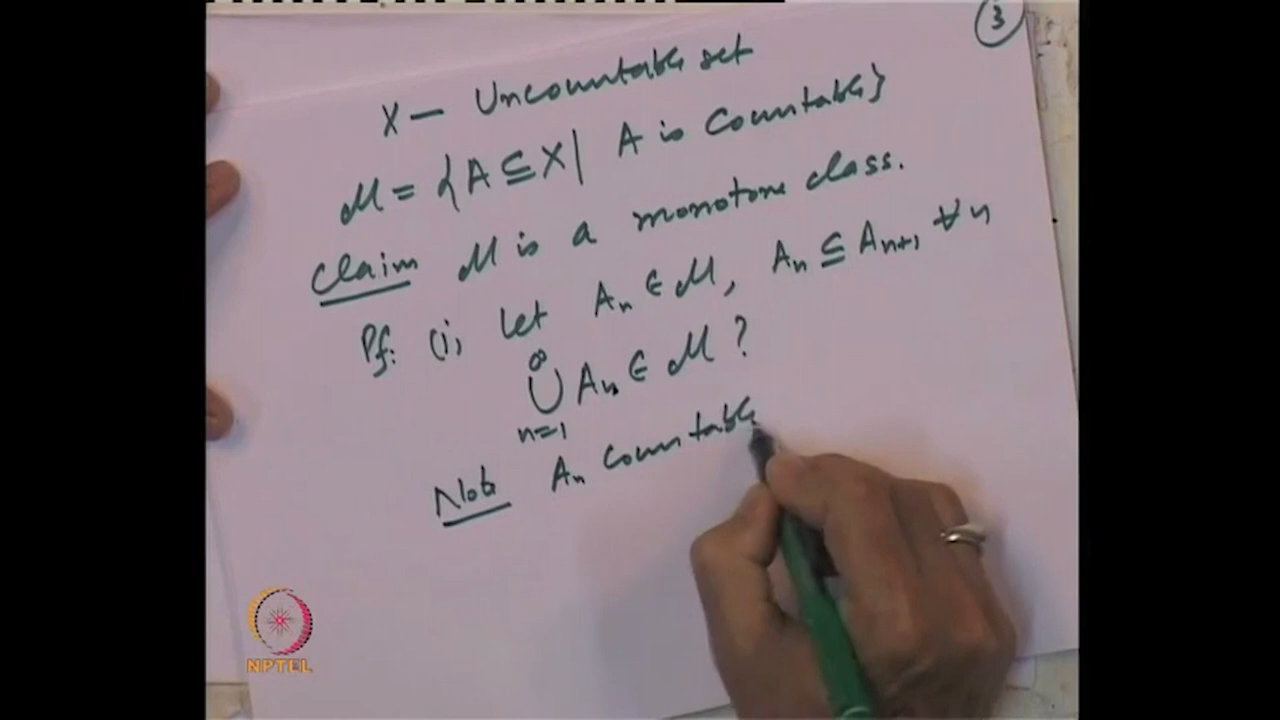 3
X — Uncountable set
M = {A ⊆ X | A is Countable}
Claim M is a monotone class.
Pf: (i) Let Aₙ ∈ M, Aₙ ⊆ Aₙ₊₁ ∀ n
∞
⋃ Aₙ ∈ M ?
n=1
Note Aₙ Countable
NPTEL